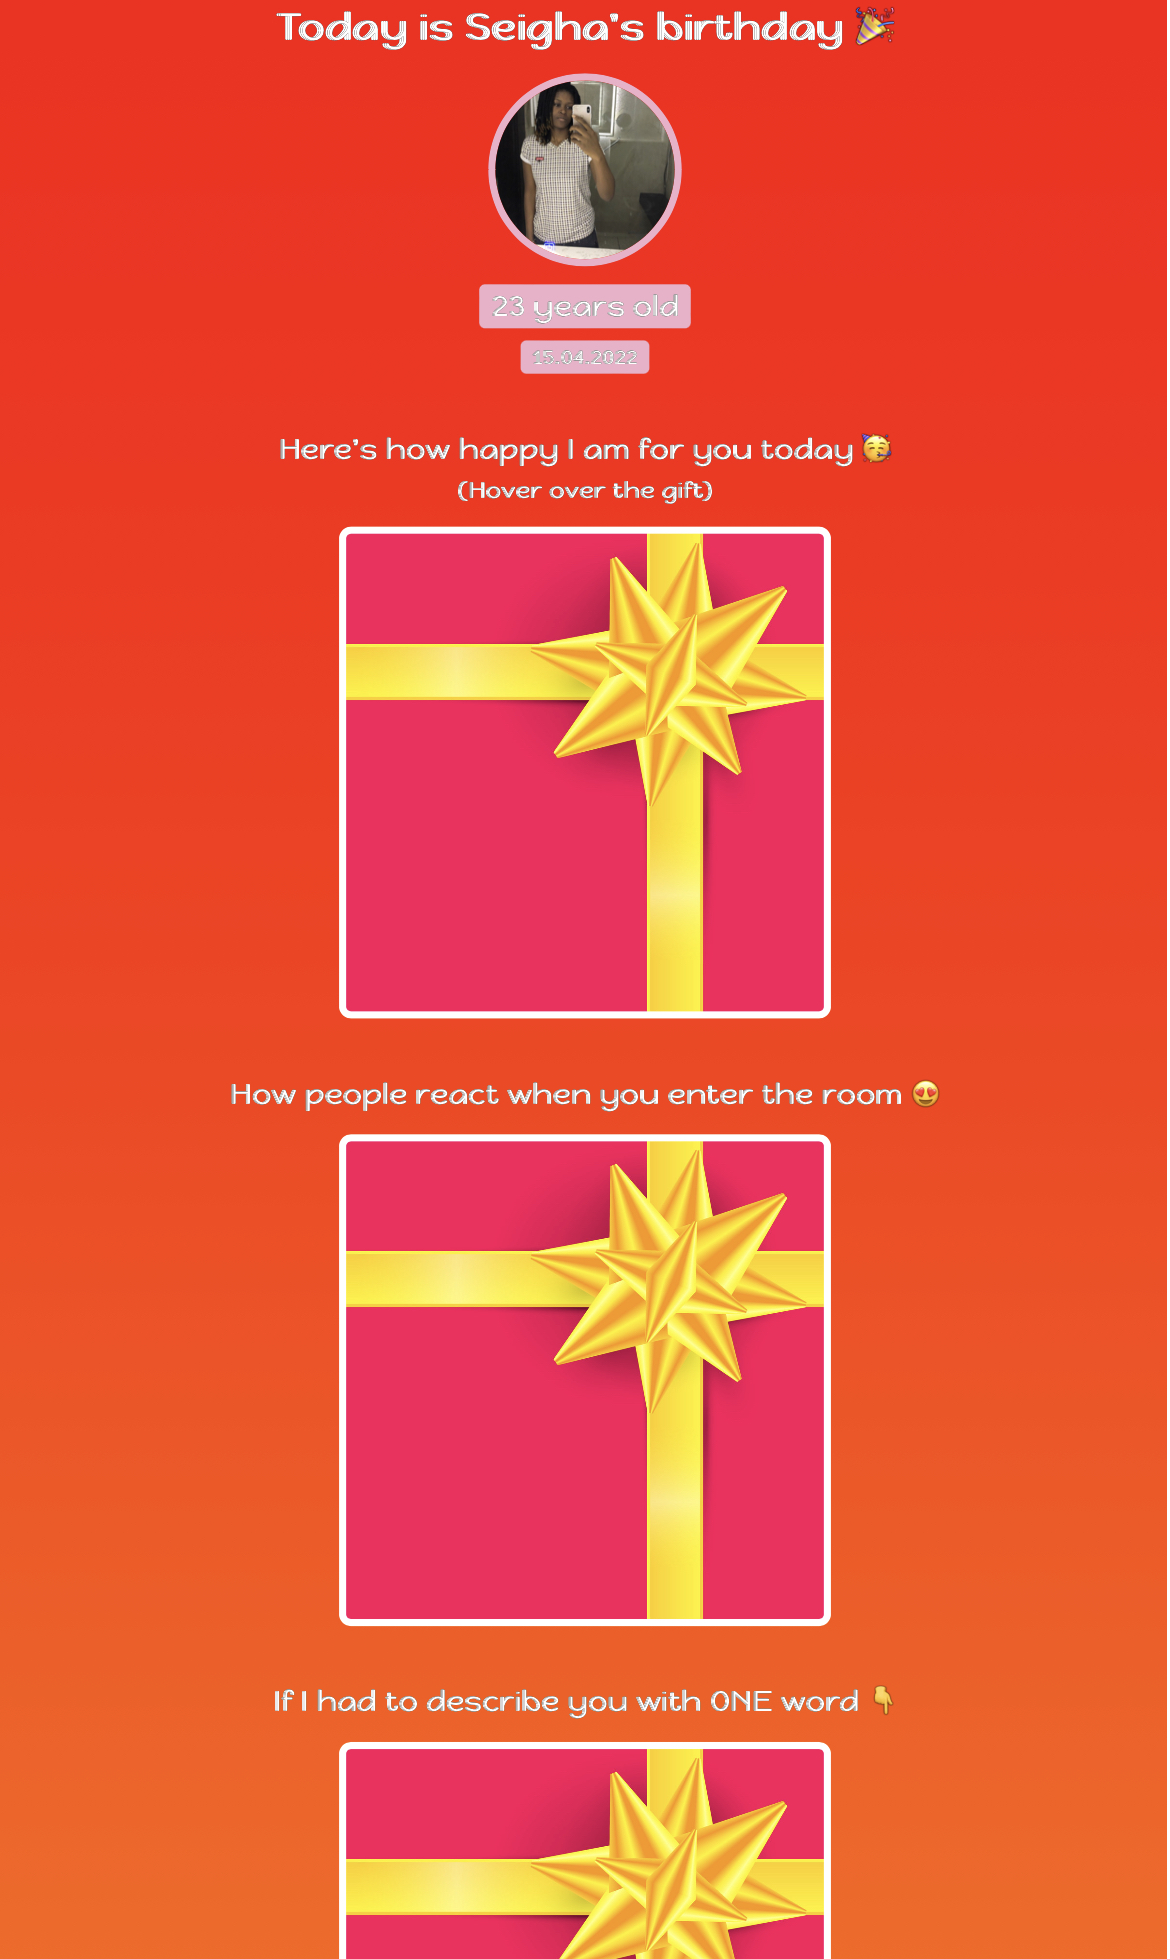 Today is Seigha's birthday 🎉
23 years old
15.04.2022
Here's how happy I am for you today 🥳
(Hover over the gift)
How people react when you enter the room 😍
If I had to describe you with ONE word 👇